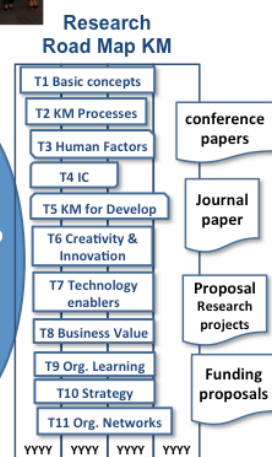 Research
Road Map KM
T1 Basic concepts
T2 KM Processes
T3 Human Factors
T4 IC
T5 KM for Develop
T6 Creativity &
Innovation
T7 Technology
enablers
T8 Business Value
T9 Org. Learning
T10 Strategy
T11 Org. Networks
YYYY YYYY YYYY YYYY
conference
papers
Journal
paper
Proposal
Research
projects
Funding
proposals